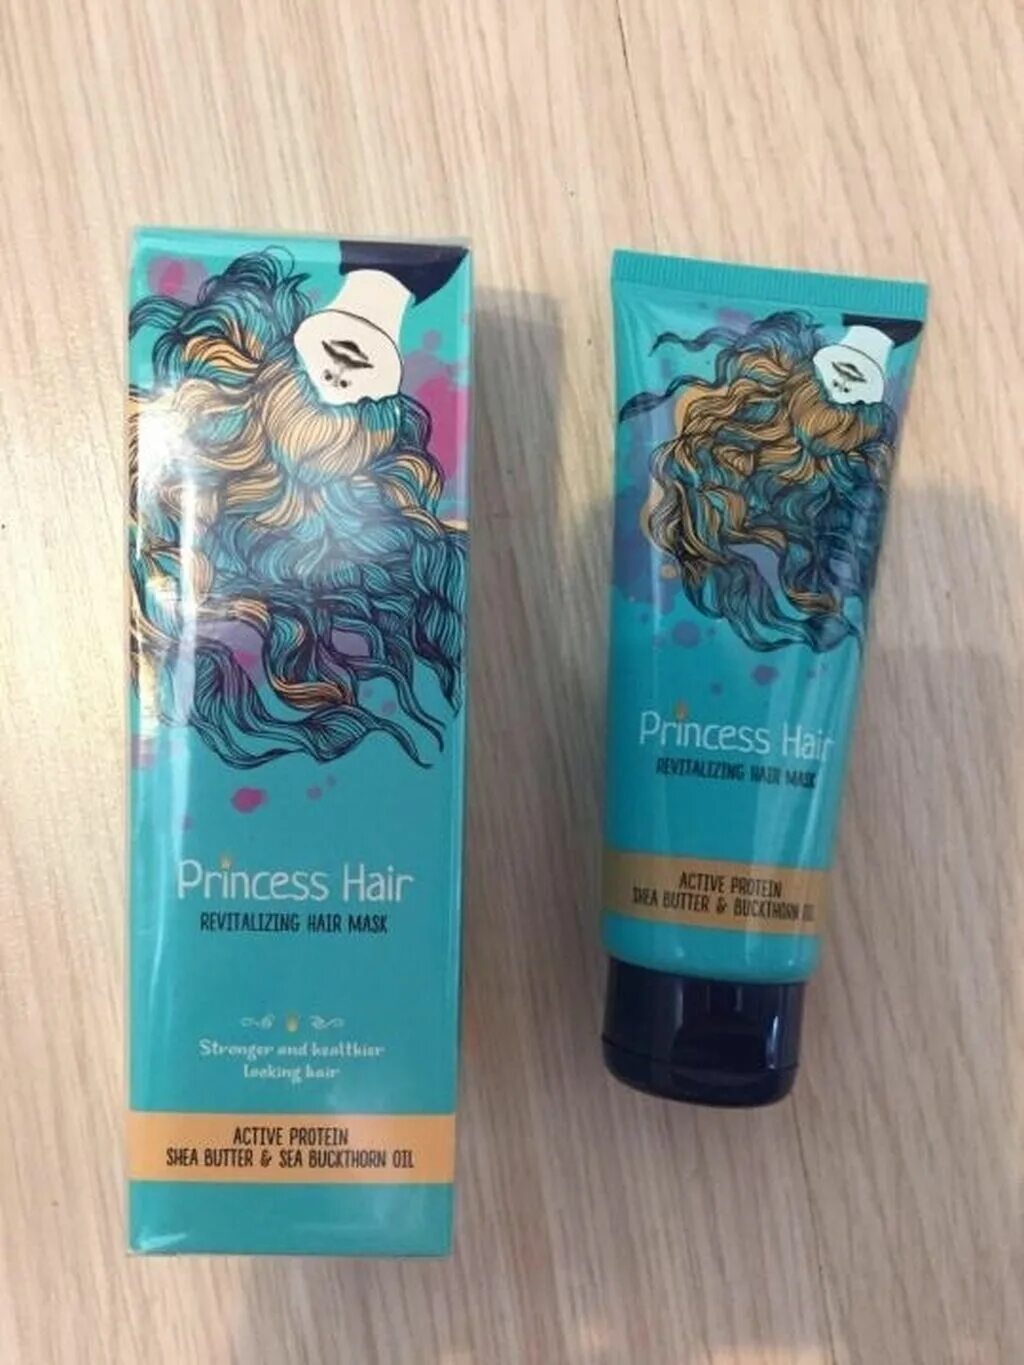 Princess Hair
REVITALIZING HAIR MASK
Stronger and healthier
looking hair
ACTIVE PROTEIN
SHEA BUTTER & SEA BUCKTHORN OIL
Princess Hair
REVITALIZING HAIR MASK
ACTIVE PROTEIN
SHEA BUTTER & BUCKTHORN OIL